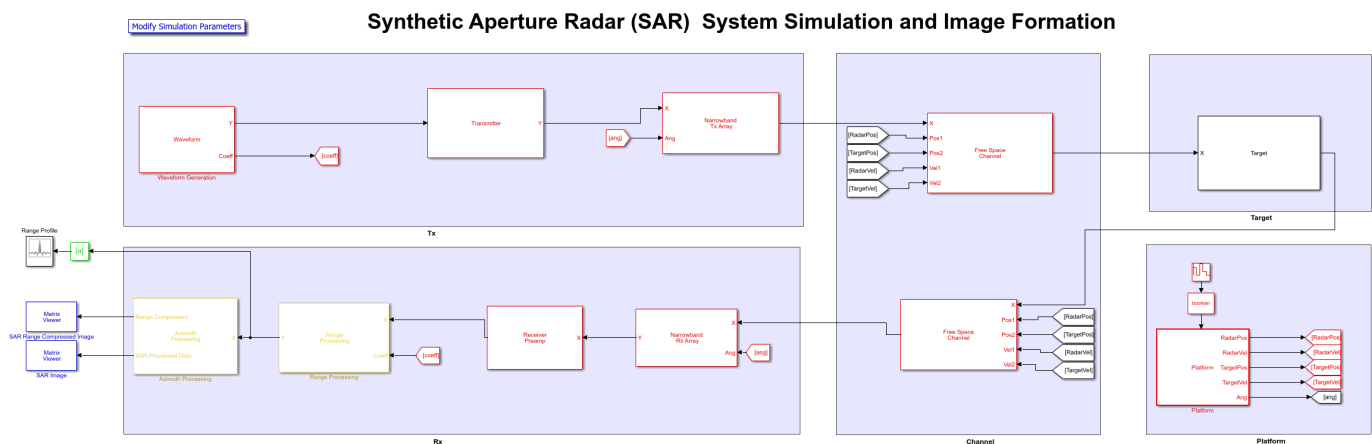 Synthetic Aperture Radar (SAR)  System Simulation and Image Formation
Modify Simulation Parameters
Waveform
Y
Coeff
Waveform Generation
[coeff]
Transmitter
Y
[ang]
X
Ang
Narrowband
Tx Array
Tx
[RadarPos]
[TargetPos]
[RadarVel]
[TargetVel]
X
Pos1
Pos2
Vel1
Vel2
Free Space
Channel
X
Target
Target
Range Profile
[u]
Matrix
Viewer
SAR Range Compressed Image
Matrix
Viewer
SAR Image
Range Compressed
Azimuth
Processing
X
SAR Processed Data
Azimuth Processing
Y
Range
Processing
X
Coeff
Range Processing
[coeff]
Receiver
Preamp
X
Y
Narrowband
Rx Array
X
Ang
[ang]
Rx
Free Space
Channel
X
Pos1
Pos2
Vel1
Vel2
[RadarPos]
[TargetPos]
[RadarVel]
[TargetVel]
Channel
boolean
Platform
RadarPos
RadarVel
TargetPos
TargetVel
Ang
Platform
[RadarPos]
[RadarVel]
[TargetPos]
[TargetVel]
[ang]
Platform